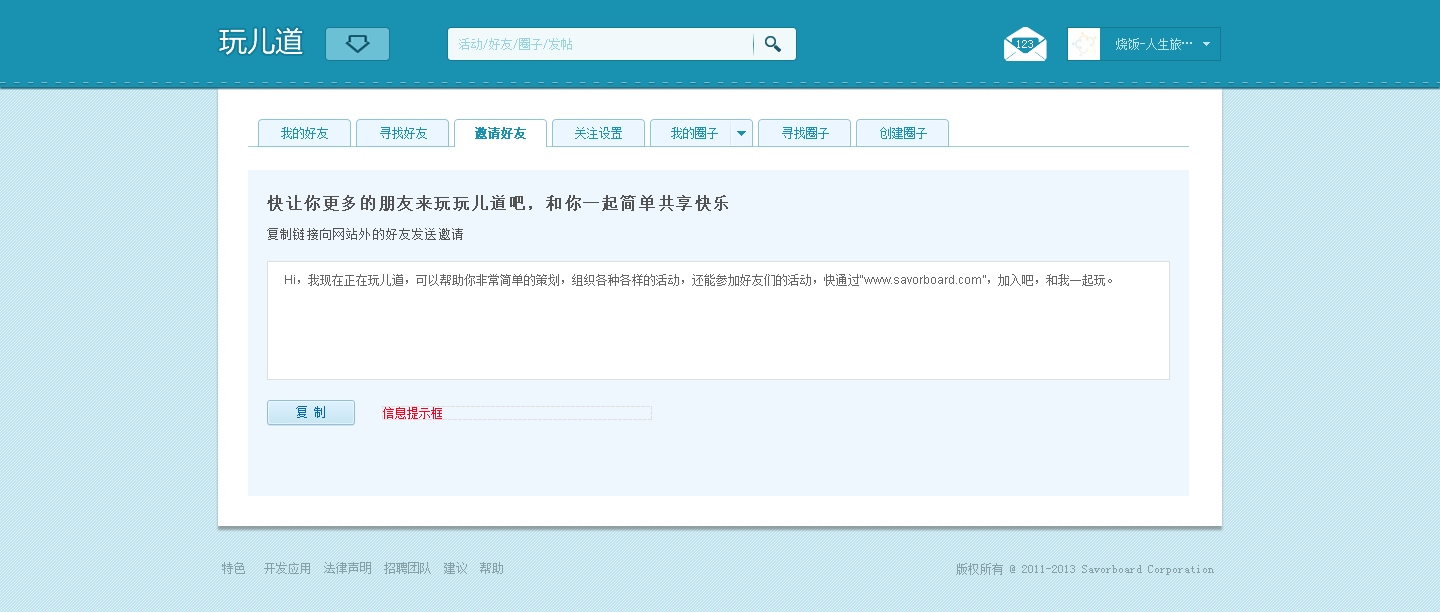 玩儿道
活动/好友/圈子/发帖
123
烧饭-人生旅…
我的好友 寻找好友 邀请好友 关注设置 我的圈子 寻找圈子 创建圈子
快让你更多的朋友来玩玩儿道吧，和你一起简单共享快乐
复制链接向网站外的好友发送邀请
Hi，我现在正在玩儿道，可以帮助你非常简单的策划，组织各种各样的活动，还能参加好友们的活动，快通过"www.savorboard.com"，加入吧，和我一起玩。
复 制
信息提示框
特色 开发应用 法律声明 招聘团队 建议 帮助
版权所有 @ 2011-2013 Savorboard Corporation